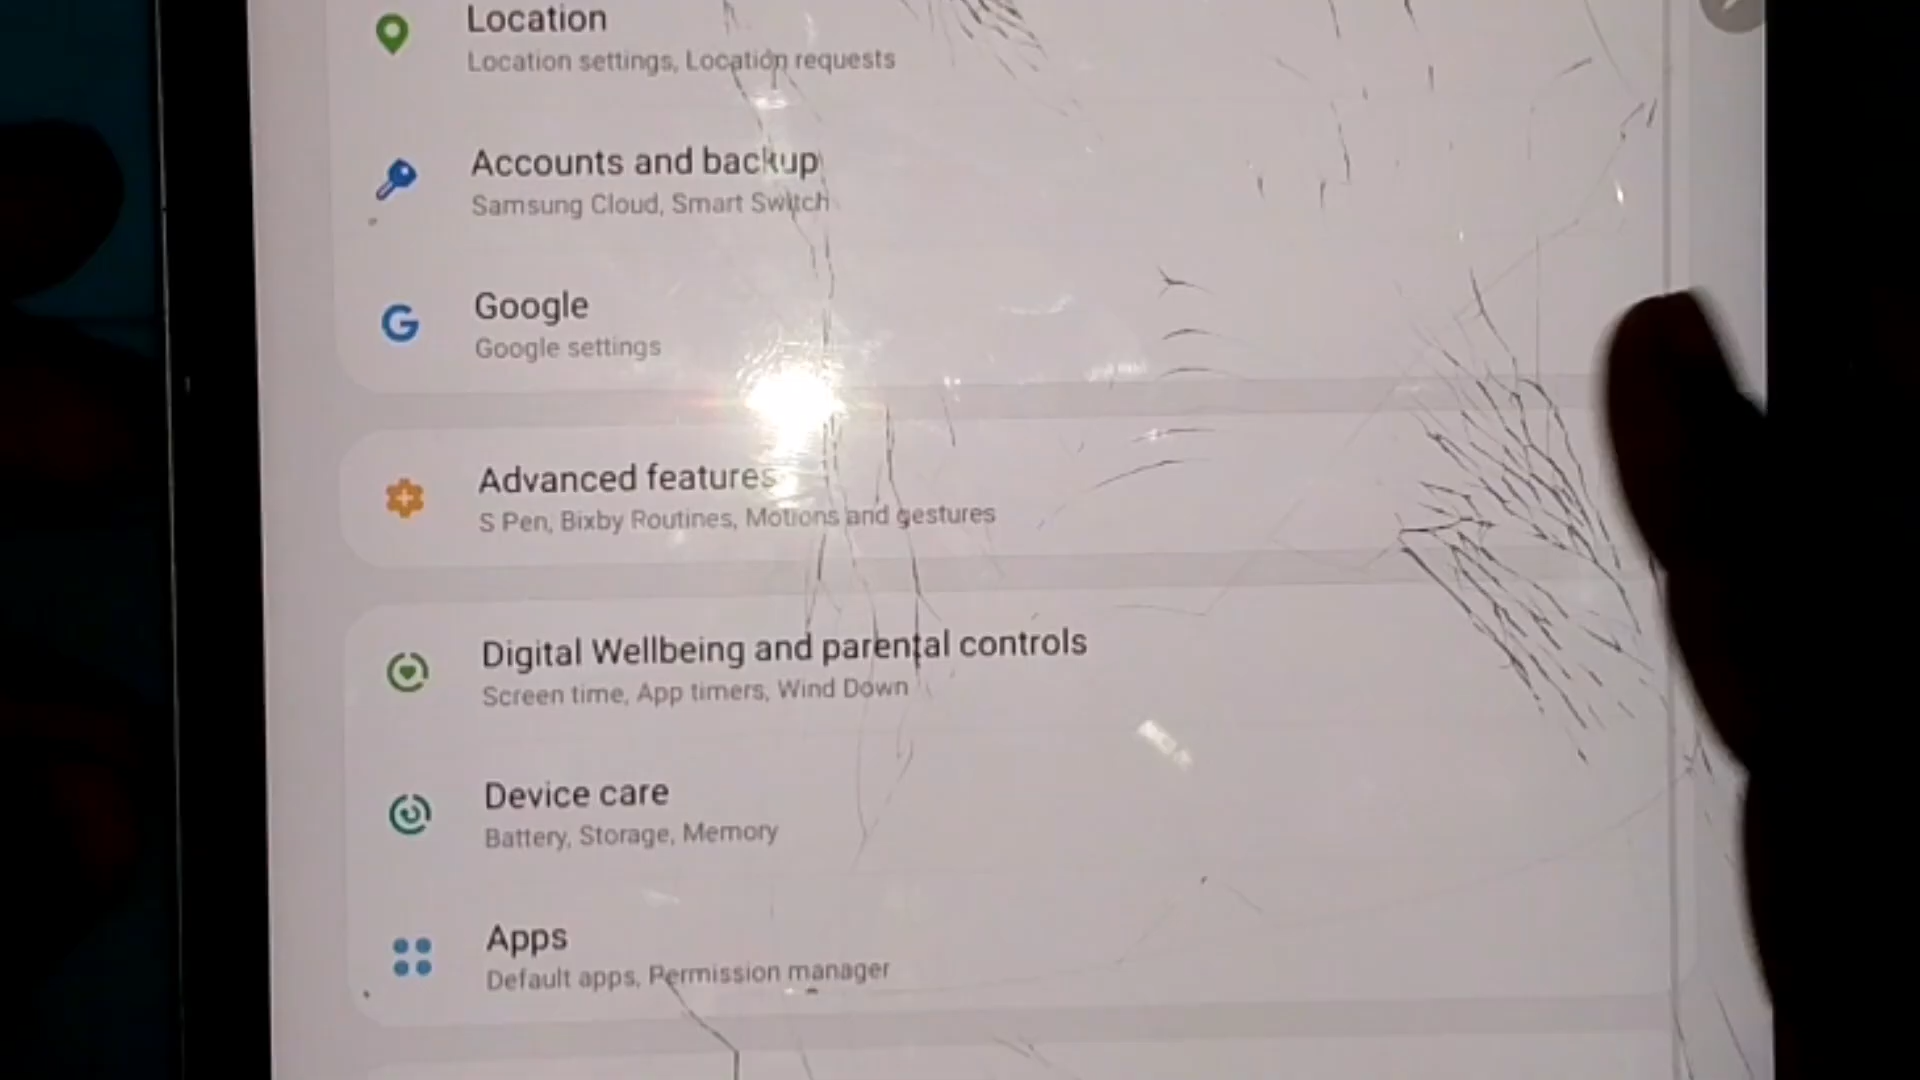 Location
Location settings, Location requests
Accounts and backup
Samsung Cloud, Smart Switch
Google
Google settings
Advanced features
S Pen, Bixby Routines, Motions and gestures
Digital Wellbeing and parental controls
Screen time, App timers, Wind Down
Device care
Battery, Storage, Memory
Apps
Default apps, Permission manager